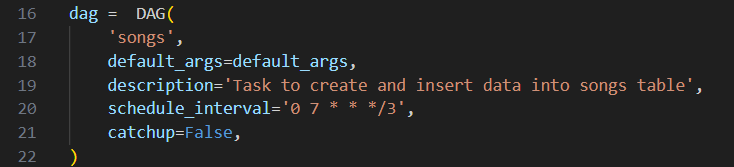 16 dag =  DAG(
17     'songs',
18     default_args=default_args,
19     description='Task to create and insert data into songs table',
20     schedule_interval='0 7 * * */3',
21     catchup=False,
22 )